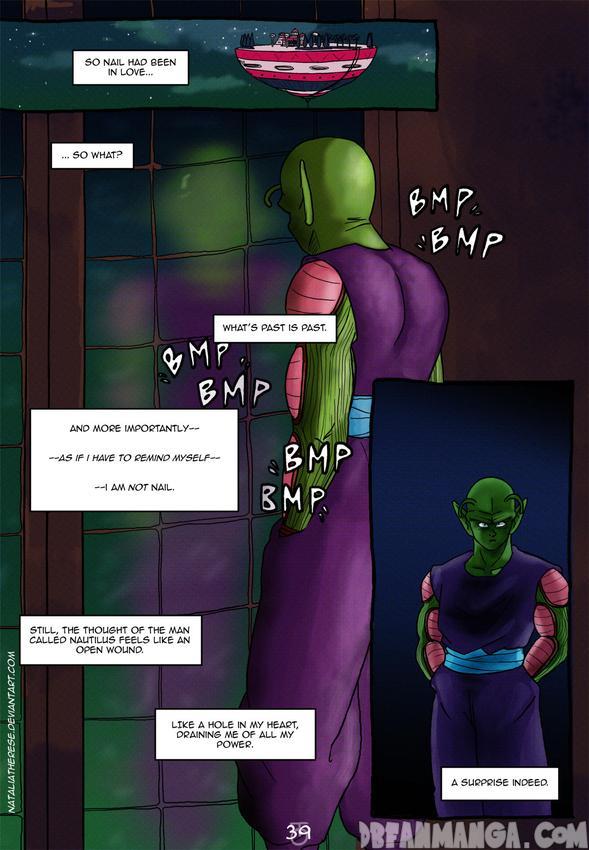 SO NAIL HAD BEEN
IN LOVE...
... SO WHAT?
BMP
BMP
WHAT'S PAST IS PAST.
BMP
BMP
AND MORE IMPORTANTLY--
--AS IF I HAVE TO REMIND MYSELF--
--I AM NOT NAIL.
BMP
BMP
STILL, THE THOUGHT OF THE MAN
CALLED NAUTILUS FEELS LIKE AN
OPEN WOUND.
LIKE A HOLE IN MY HEART,
DRAINING ME OF ALL MY
POWER.
A SURPRISE INDEED.
NATALIATHERESE.DEVIANTART.COM
39
DBFANMANGA.COM